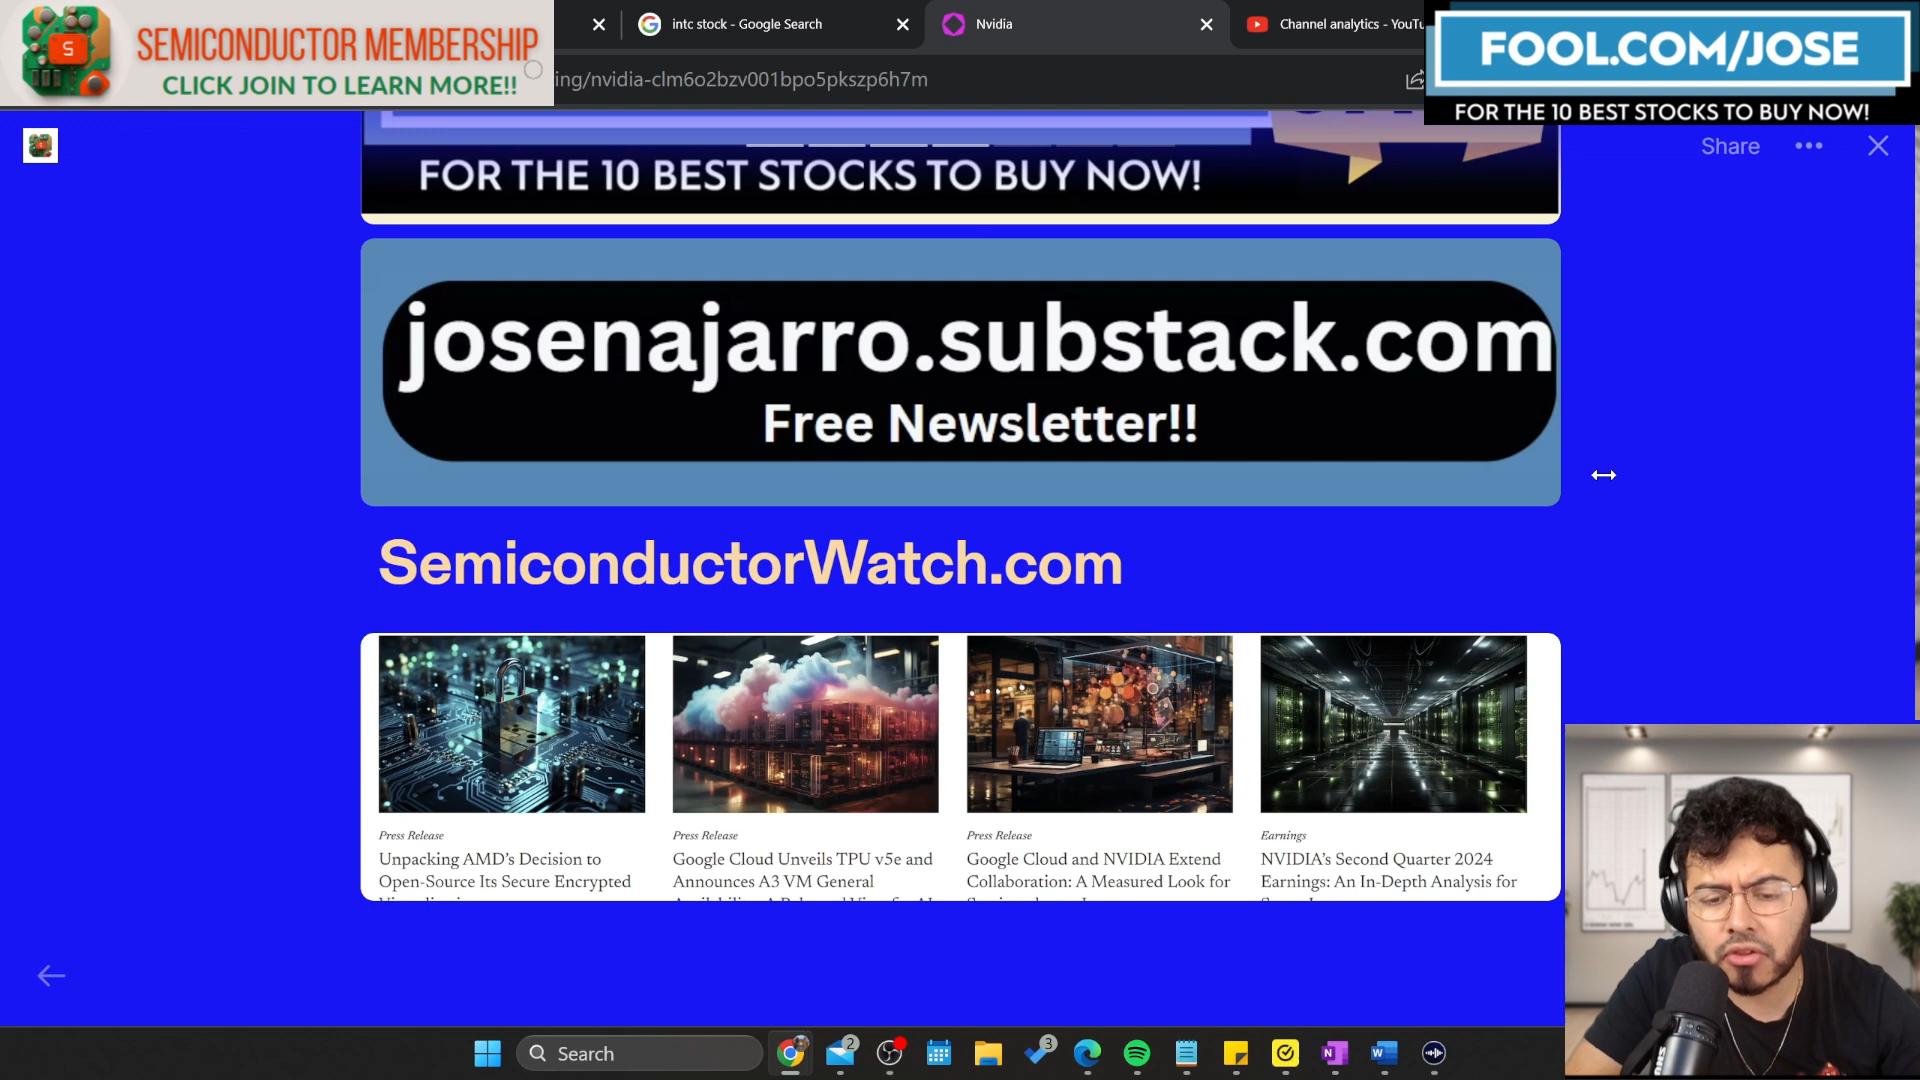 SEMICONDUCTOR MEMBERSHIP
CLICK JOIN TO LEARN MORE!!
S
intc stock - Google Search
Nvidia
Channel analytics - YouTu
FOOL.COM/JOSE
FOR THE 10 BEST STOCKS TO BUY NOW!
ing/nvidia-clm6o2bzv001bpo5pkszp6h7m
Share
FOR THE 10 BEST STOCKS TO BUY NOW!
josenajarro.substack.com
Free Newsletter!!
SemiconductorWatch.com
Press Release
Unpacking AMD's Decision to
Open-Source Its Secure Encrypted
Press Release
Google Cloud Unveils TPU v5e and
Announces A3 VM General
Press Release
Google Cloud and NVIDIA Extend
Collaboration: A Measured Look for
Earnings
NVIDIA's Second Quarter 2024
Earnings: An In-Depth Analysis for
Search
2
3